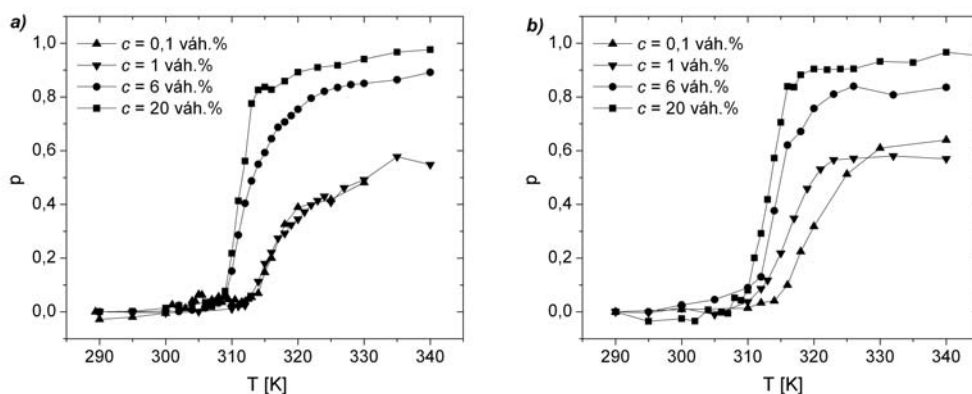 a)
1,0
0,8
0,6
0,4
0,2
0,0
p
c = 0,1 váh.%
c = 1 váh.%
c = 6 váh.%
c = 20 váh.%
290 300 310 320 330 340
T [K]
b)
1,0
0,8
0,6
0,4
0,2
0,0
p
c = 0,1 váh.%
c = 1 váh.%
c = 6 váh.%
c = 20 váh.%
290 300 310 320 330 340
T [K]